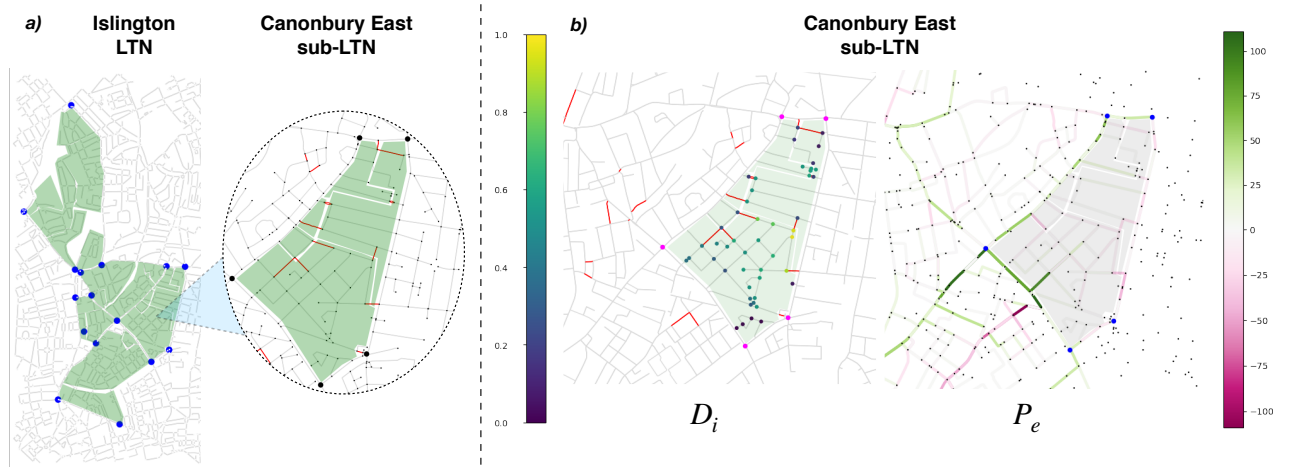 a)
Islington
LTN
Canonbury East
sub-LTN
1.0
0.8
0.6
0.4
0.2
0.0
b)
Canonbury East
sub-LTN
D_i
P_e
100
75
50
25
0
−25
−50
−75
−100